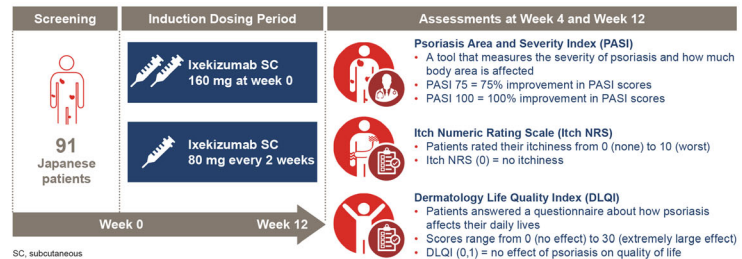 Screening
Induction Dosing Period
Assessments at Week 4 and Week 12
91
Japanese
patients
Ixekizumab SC
160 mg at week 0
Ixekizumab SC
80 mg every 2 weeks
Week 0
Week 12
Psoriasis Area and Severity Index (PASI)
• A tool that measures the severity of psoriasis and how much
body area is affected
• PASI 75 = 75% improvement in PASI scores
• PASI 100 = 100% improvement in PASI scores
Itch Numeric Rating Scale (Itch NRS)
• Patients rated their itchiness from 0 (none) to 10 (worst)
• Itch NRS (0) = no itchiness
Dermatology Life Quality Index (DLQI)
• Patients answered a questionnaire about how psoriasis
affects their daily lives
• Scores range from 0 (no effect) to 30 (extremely large effect)
• DLQI (0,1) = no effect of psoriasis on quality of life
SC, subcutaneous